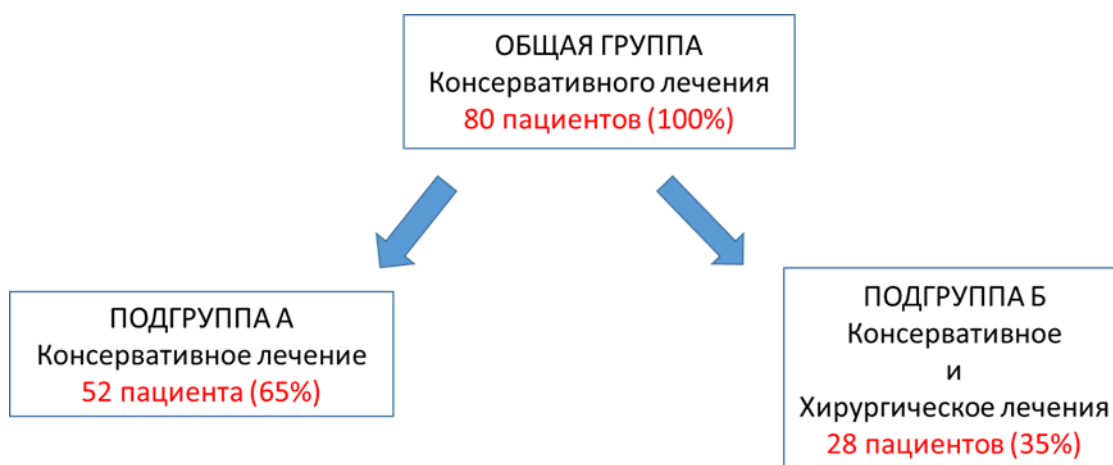 ОБЩАЯ ГРУППА
Консервативного лечения
80 пациентов (100%)
ПОДГРУППА А
Консервативное лечение
52 пациента (65%)
ПОДГРУППА Б
Консервативное
и
Хирургическое лечения
28 пациентов (35%)